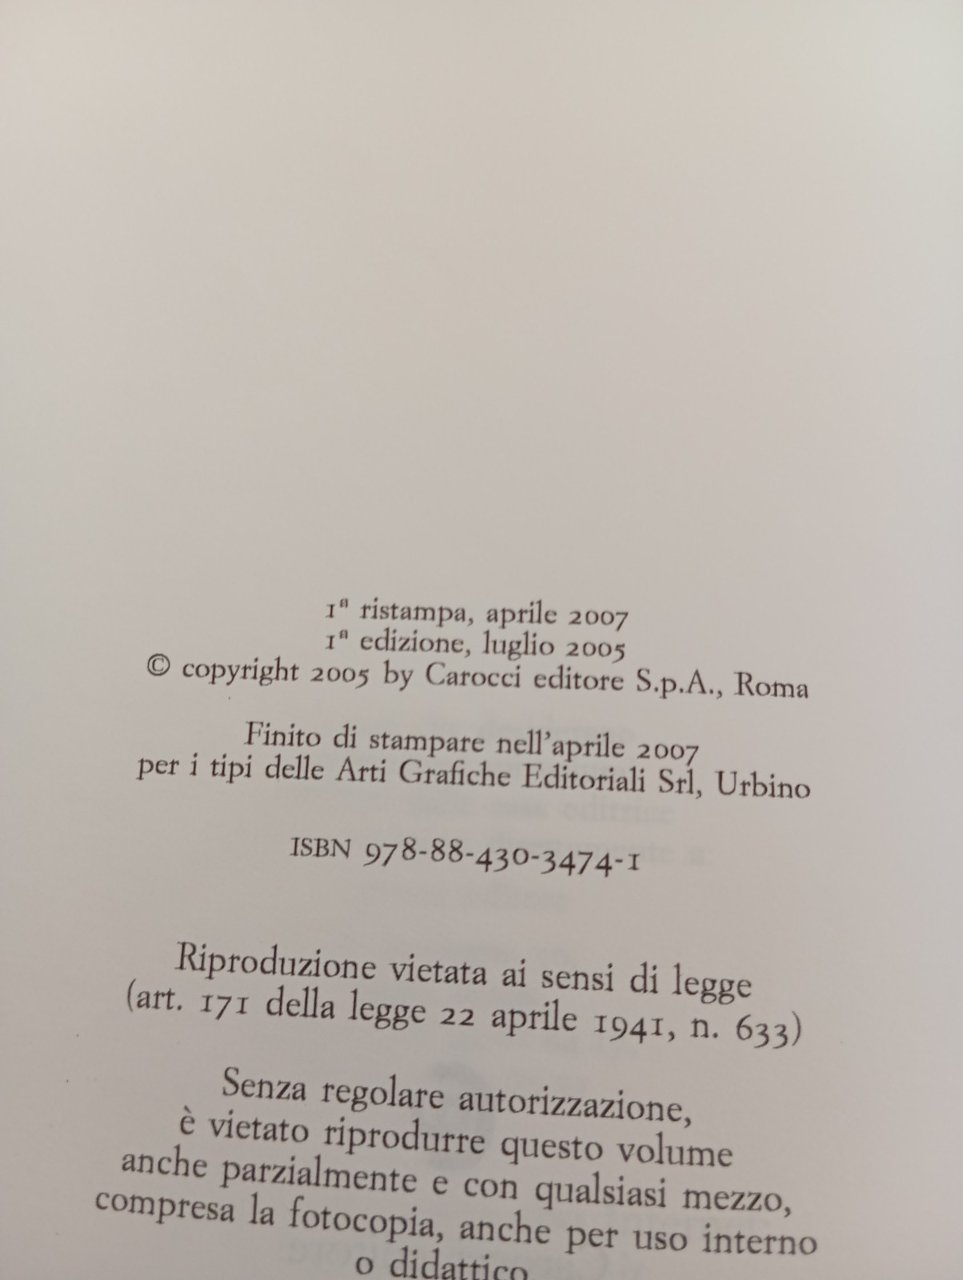 1ª ristampa, aprile 2007
1ª edizione, luglio 2005
© copyright 2005 by Carocci editore S.p.A., Roma
Finito di stampare nell'aprile 2007
per i tipi delle Arti Grafiche Editoriali Srl, Urbino
ISBN 978-88-430-3474-1
Riproduzione vietata ai sensi di legge
(art. 171 della legge 22 aprile 1941, n. 633)
Senza regolare autorizzazione,
è vietato riprodurre questo volume
anche parzialmente e con qualsiasi mezzo,
compresa la fotocopia, anche per uso interno
o didattico